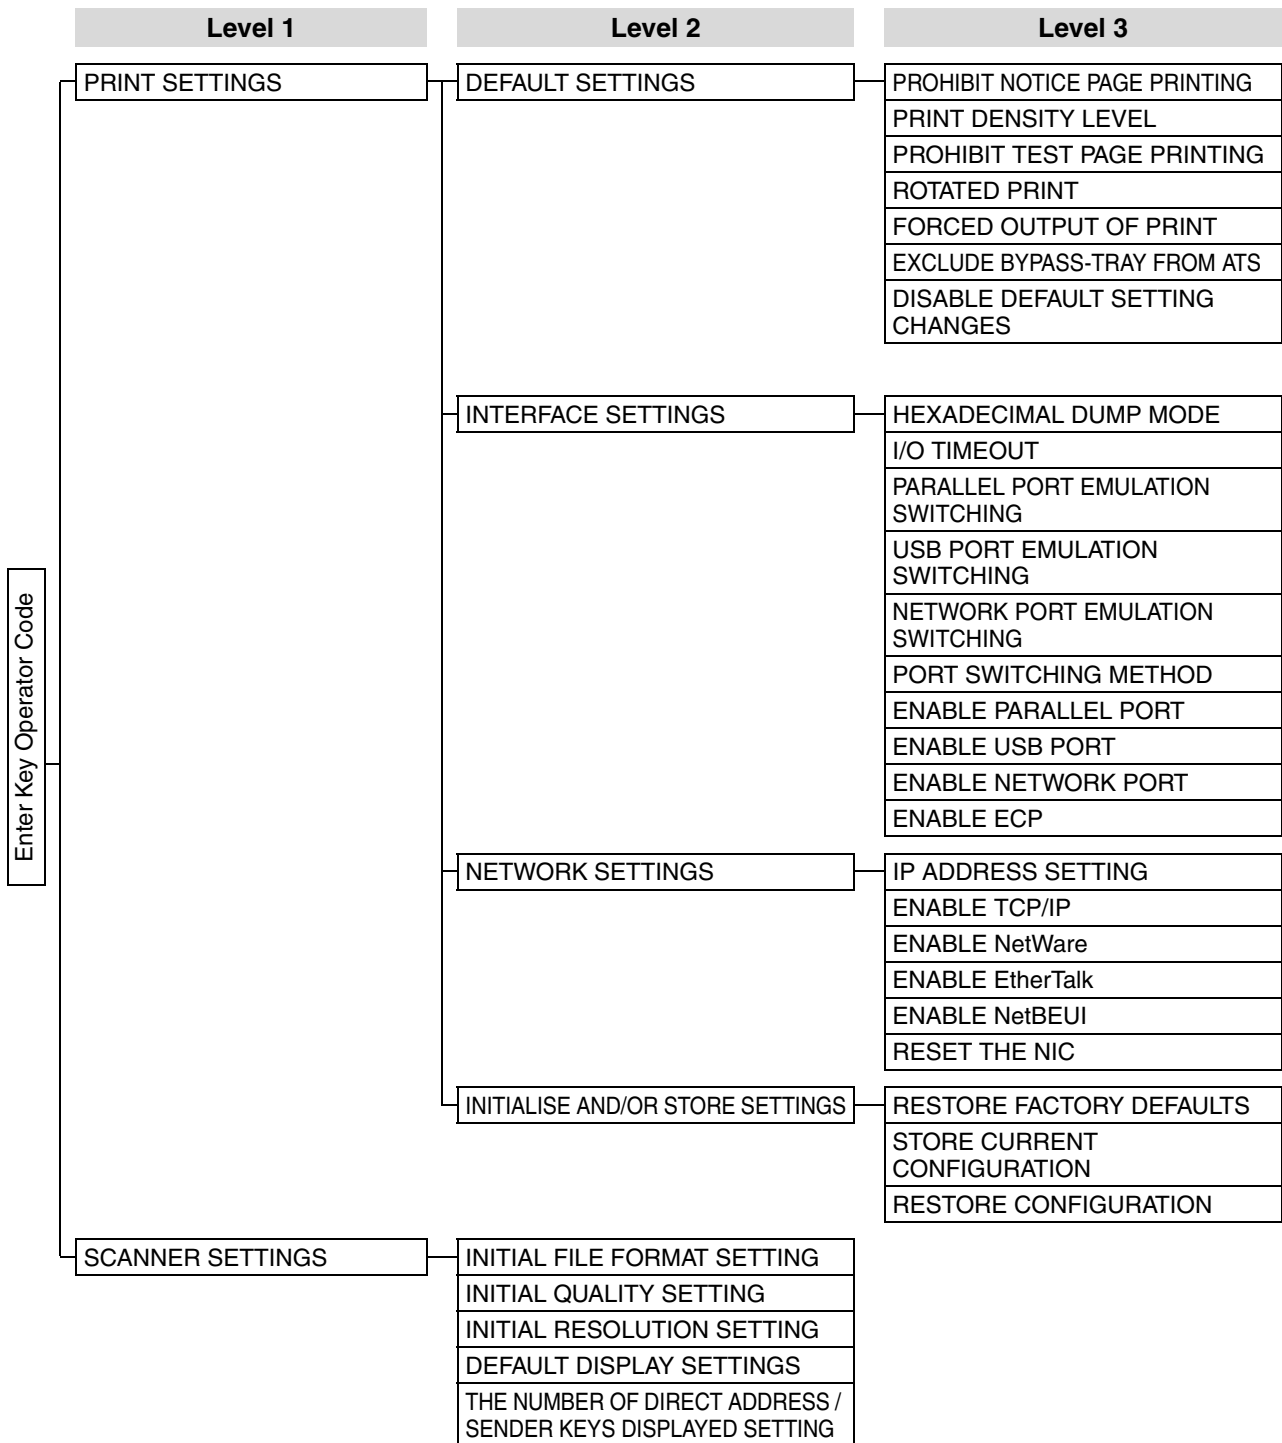 Level 1
Level 2
Level 3
Enter Key Operator Code
PRINT SETTINGS
DEFAULT SETTINGS
PROHIBIT NOTICE PAGE PRINTING
PRINT DENSITY LEVEL
PROHIBIT TEST PAGE PRINTING
ROTATED PRINT
FORCED OUTPUT OF PRINT
EXCLUDE BYPASS-TRAY FROM ATS
DISABLE DEFAULT SETTING
CHANGES
INTERFACE SETTINGS
HEXADECIMAL DUMP MODE
I/O TIMEOUT
PARALLEL PORT EMULATION
SWITCHING
USB PORT EMULATION
SWITCHING
NETWORK PORT EMULATION
SWITCHING
PORT SWITCHING METHOD
ENABLE PARALLEL PORT
ENABLE USB PORT
ENABLE NETWORK PORT
ENABLE ECP
NETWORK SETTINGS
IP ADDRESS SETTING
ENABLE TCP/IP
ENABLE NetWare
ENABLE EtherTalk
ENABLE NetBEUI
RESET THE NIC
INITIALISE AND/OR STORE SETTINGS
RESTORE FACTORY DEFAULTS
STORE CURRENT
CONFIGURATION
RESTORE CONFIGURATION
SCANNER SETTINGS
INITIAL FILE FORMAT SETTING
INITIAL QUALITY SETTING
INITIAL RESOLUTION SETTING
DEFAULT DISPLAY SETTINGS
THE NUMBER OF DIRECT ADDRESS /
SENDER KEYS DISPLAYED SETTING